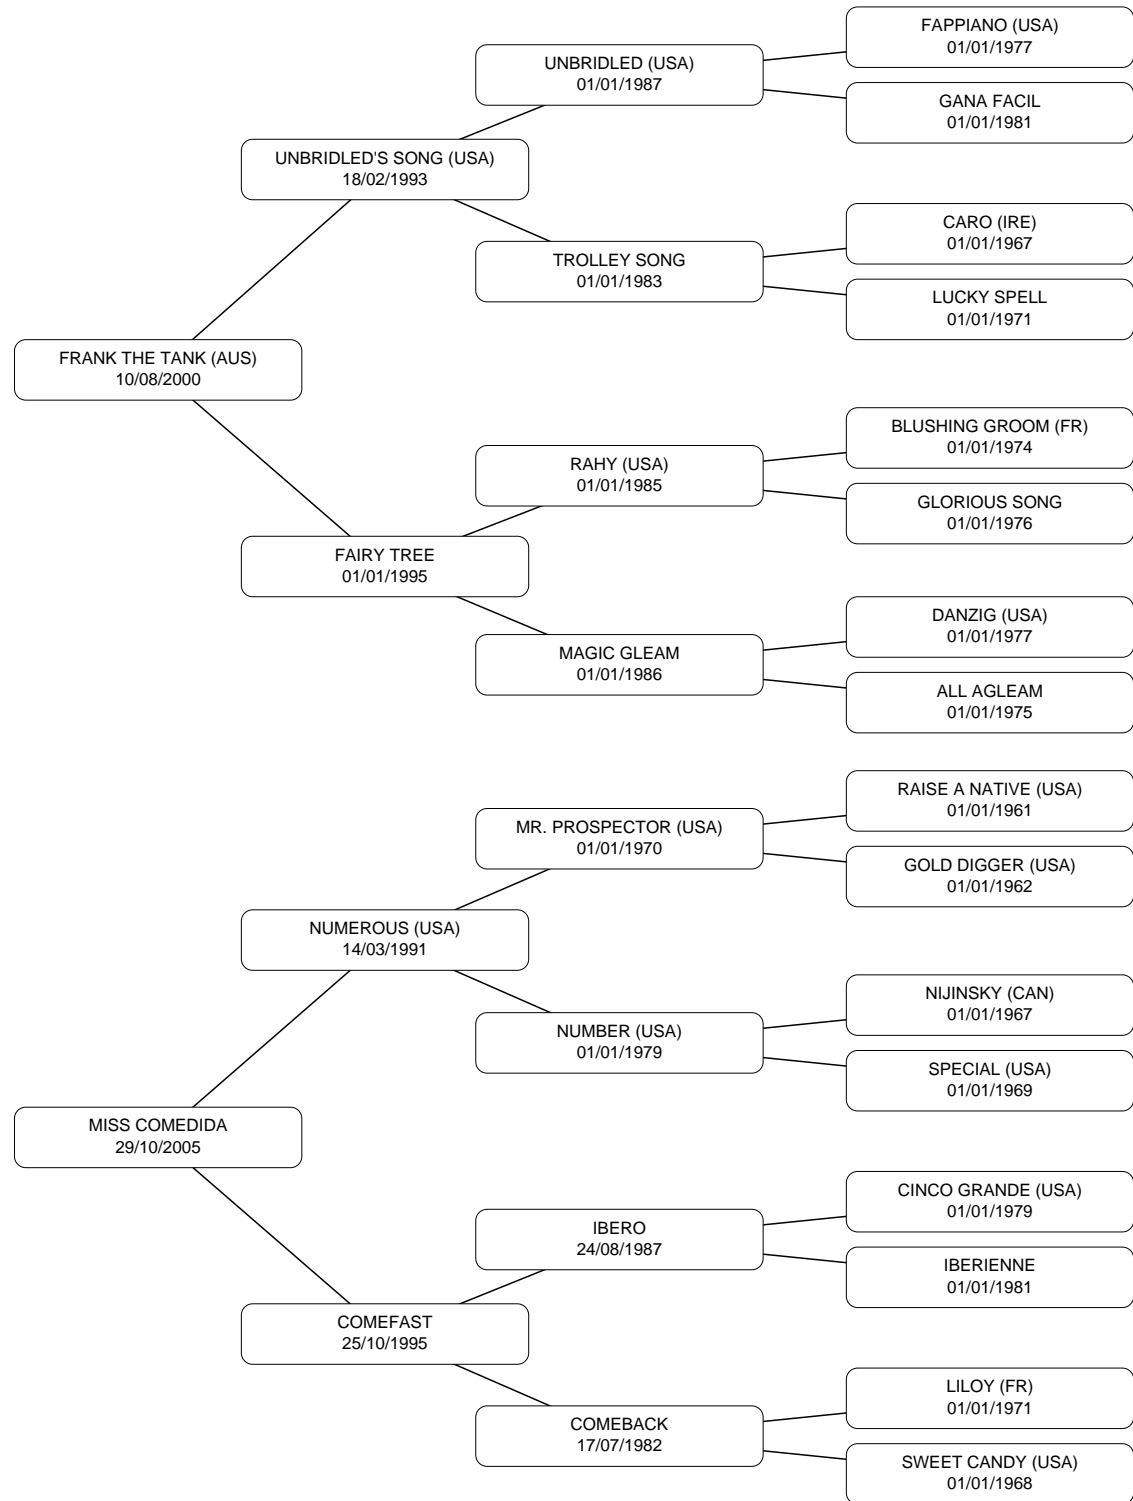 FAPPIANO (USA)
01/01/1977
UNBRIDLED (USA)
01/01/1987
GANA FACIL
01/01/1981
UNBRIDLED'S SONG (USA)
18/02/1993
CARO (IRE)
01/01/1967
TROLLEY SONG
01/01/1983
LUCKY SPELL
01/01/1971
FRANK THE TANK (AUS)
10/08/2000
BLUSHING GROOM (FR)
01/01/1974
RAHY (USA)
01/01/1985
GLORIOUS SONG
01/01/1976
FAIRY TREE
01/01/1995
DANZIG (USA)
01/01/1977
MAGIC GLEAM
01/01/1986
ALL AGLEAM
01/01/1975
RAISE A NATIVE (USA)
01/01/1961
MR. PROSPECTOR (USA)
01/01/1970
GOLD DIGGER (USA)
01/01/1962
NUMEROUS (USA)
14/03/1991
NIJINSKY (CAN)
01/01/1967
NUMBER (USA)
01/01/1979
SPECIAL (USA)
01/01/1969
MISS COMEDIDA
29/10/2005
CINCO GRANDE (USA)
01/01/1979
IBERO
24/08/1987
IBERIENNE
01/01/1981
COMEFAST
25/10/1995
LILOY (FR)
01/01/1971
COMEBACK
17/07/1982
SWEET CANDY (USA)
01/01/1968